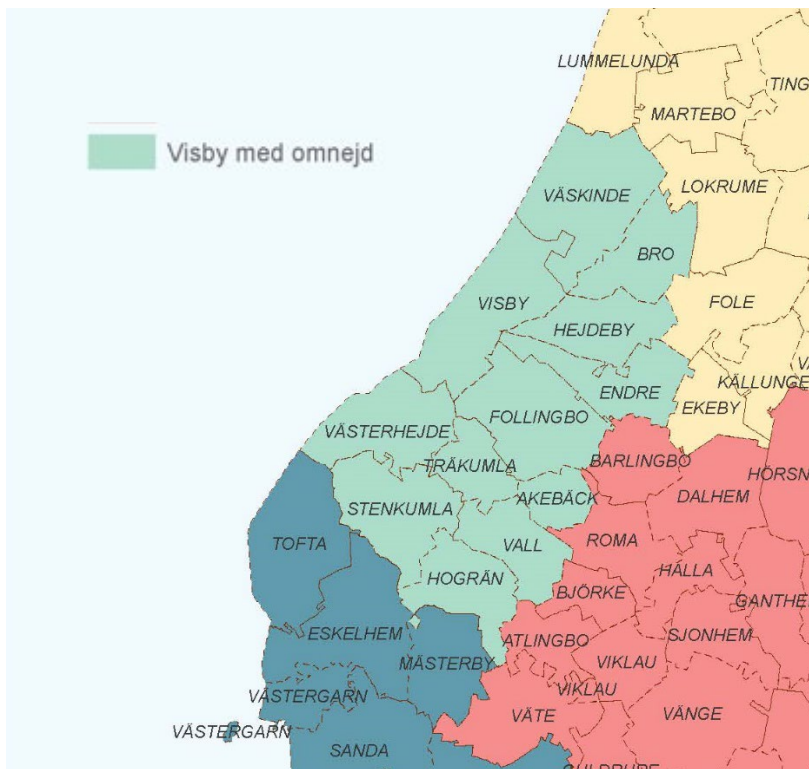 LUMMELUNDA
TING
MARTEBO
Visby med omnejd
VÄSKINDE
LOKRUME
BRO
VISBY
FOLE
HEJDEBY
KÄLLUNGE
VÄ
ENDRE
EKEBY
FOLLINGBO
VÄSTERHEJDE
TRÄKUMLA
BARLINGBO
HÖRSN
DALHEM
AKEBÄCK
STENKUMLA
TOFTA
VALL
ROMA
HALLA
HOGRÄN
BJÖRKE
GANTHE
ESKELHEM
ATLINGBO
SJONHEM
MÄSTERBY
VIKLAU
VÄSTERGARN
VIKLAU
VÄSTERGARN
VÄTE
VÄNGE
SANDA